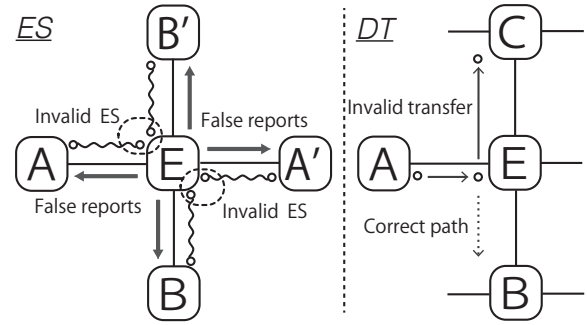 ES
B′
Invalid ES
False reports
A
E
A′
False reports
Invalid ES
B
DT
C
Invalid transfer
A
E
Correct path
B